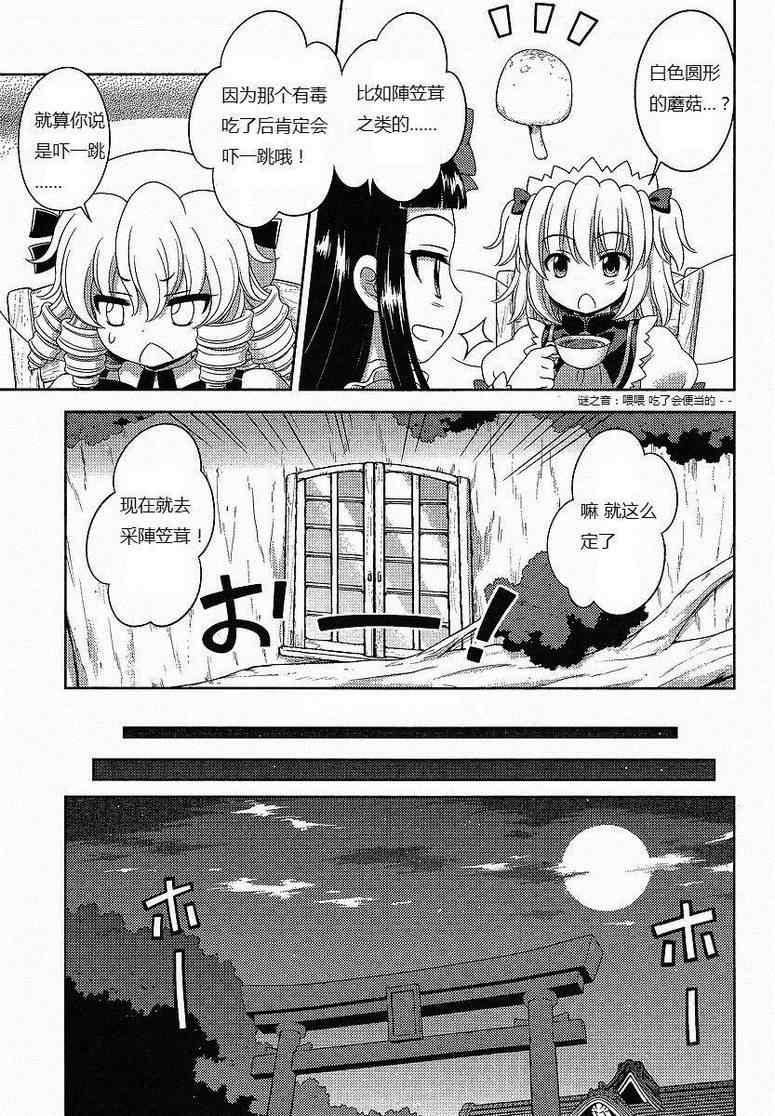 白色圆形
的蘑菇...？
比如陣笠茸
之类的......
因为那个有毒
吃了后肯定会
吓一跳哦！
就算你说
是吓一跳
......
谜之音：喂喂 吃了会便当的 - -
嘛 就这么
定了
现在就去
采陣笠茸！
おーー！
ホー
ホー